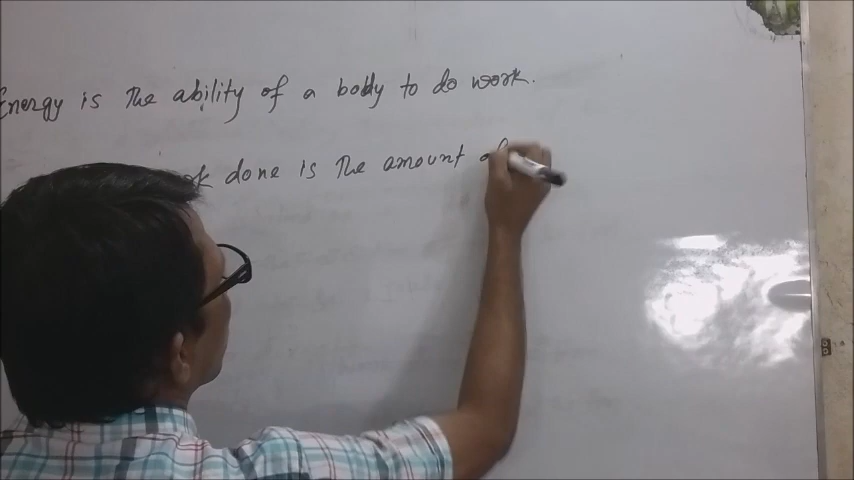 Energy is the ability of a body to do work.
done is the amount of